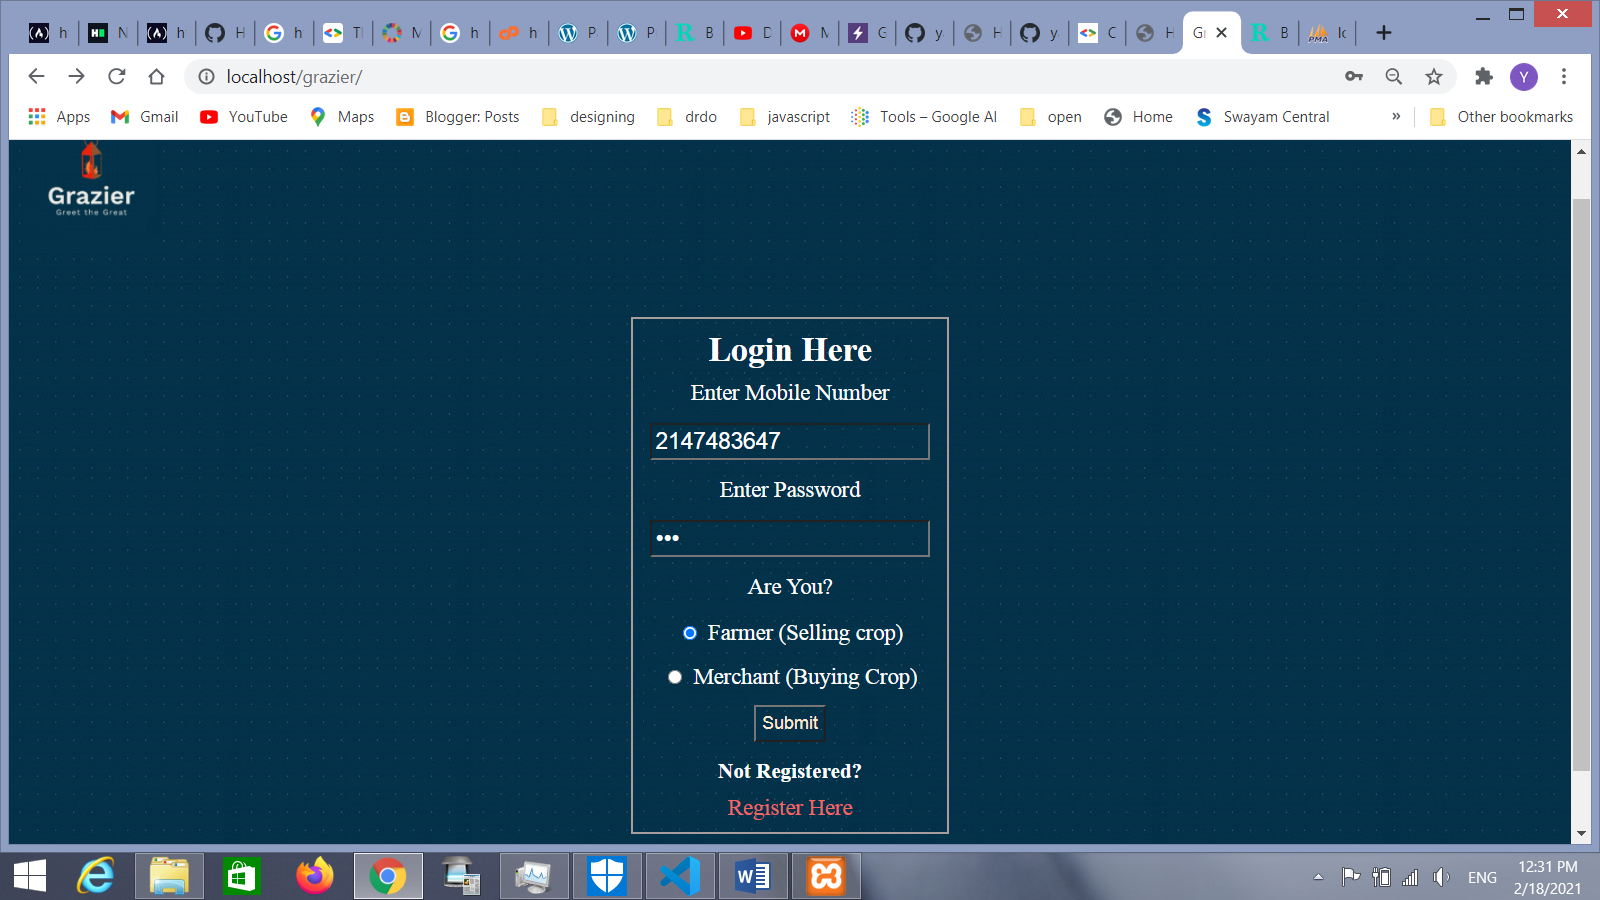 h N h H h T M h h P P R B D M G y H y C H Gr B lo
localhost/grazier/
Y
Apps Gmail YouTube Maps Blogger: Posts designing drdo javascript Tools – Google AI open Home Swayam Central » Other bookmarks
Grazier
Greet the Great
Login Here
Enter Mobile Number
2147483647
Enter Password
Are You?
Farmer (Selling crop)
Merchant (Buying Crop)
Submit
Not Registered?
Register Here
ENG
12:31 PM
2/18/2021